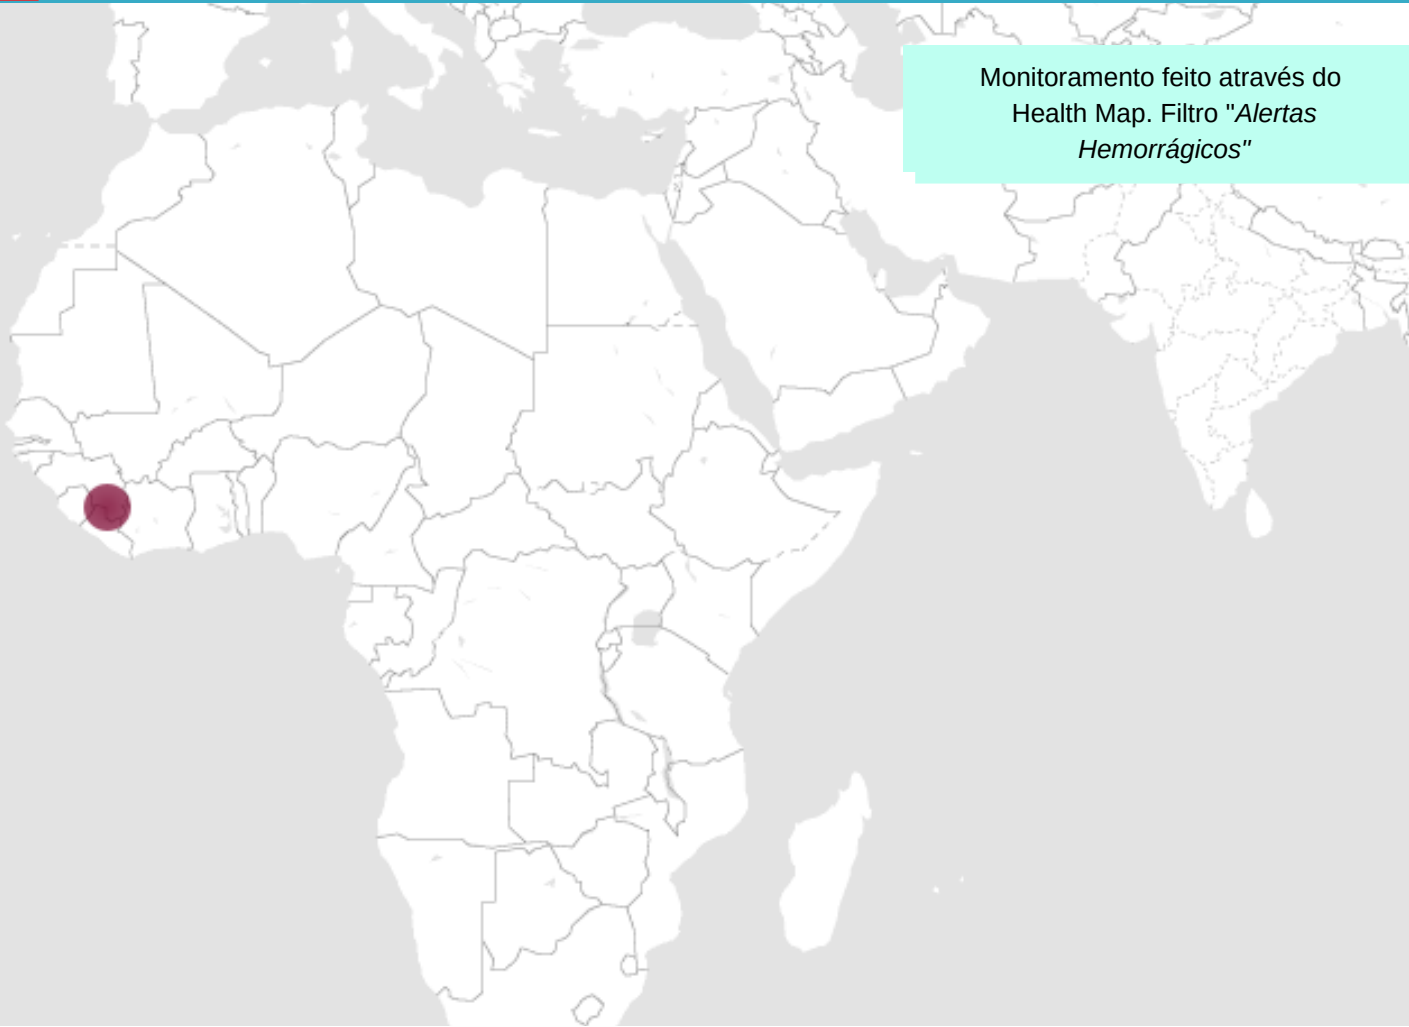 Monitoramento feito através do
Health Map. Filtro "Alertas
Hemorrágicos"